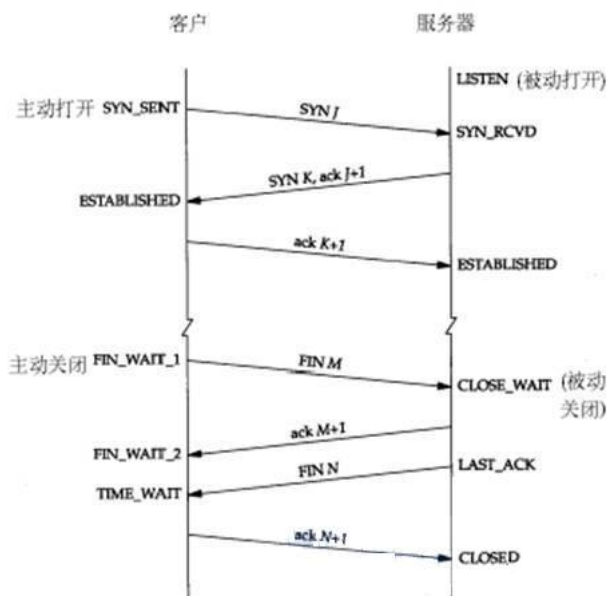 客户 服务器
LISTEN (被动打开)
主动打开 SYN_SENT
SYN J
SYN_RCVD
SYN K, ack J+1
ESTABLISHED
ack K+1
ESTABLISHED
主动关闭 FIN_WAIT_1
FIN M
CLOSE_WAIT (被动
关闭)
ack M+1
FIN_WAIT_2
FIN N
LAST_ACK
TIME_WAIT
ack N+1
CLOSED